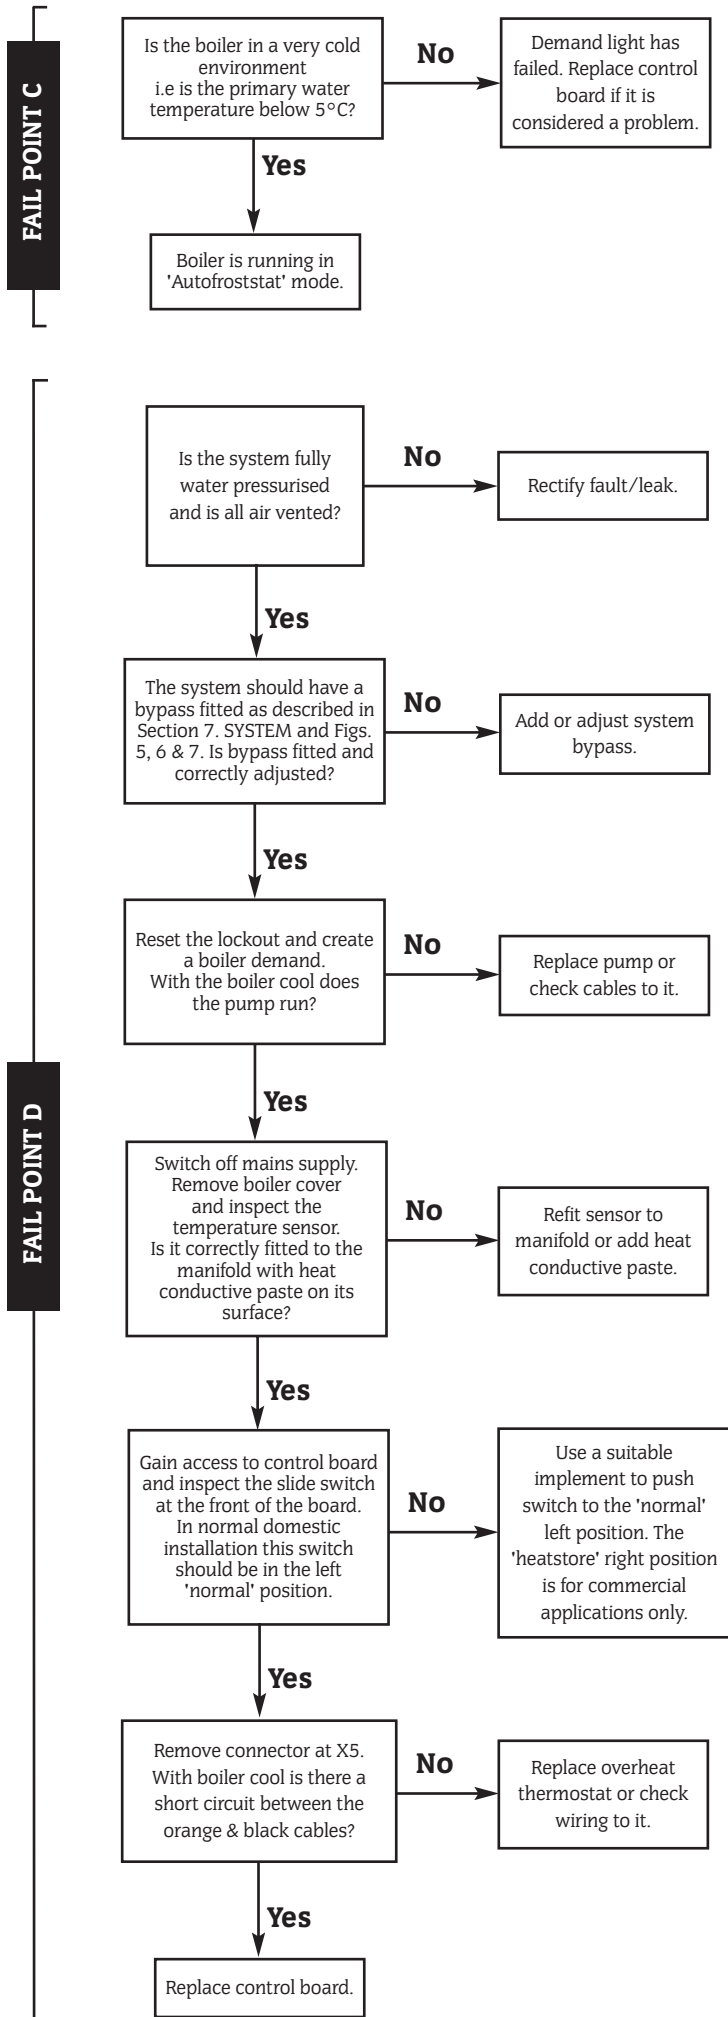 FAIL POINT C
Is the boiler in a very cold
environment
i.e is the primary water
temperature below 5°C?
No
Demand light has
failed. Replace control
board if it is
considered a problem.
Yes
Boiler is running in
'Autofroststat' mode.
FAIL POINT D
Is the system fully
water pressurised
and is all air vented?
No
Rectify fault/leak.
Yes
The system should have a
bypass fitted as described in
Section 7. SYSTEM and Figs.
5, 6 & 7. Is bypass fitted and
correctly adjusted?
No
Add or adjust system
bypass.
Yes
Reset the lockout and create
a boiler demand.
With the boiler cool does
the pump run?
No
Replace pump or
check cables to it.
Yes
Switch off mains supply.
Remove boiler cover
and inspect the
temperature sensor.
Is it correctly fitted to the
manifold with heat
conductive paste on its
surface?
No
Refit sensor to
manifold or add heat
conductive paste.
Yes
Gain access to control board
and inspect the slide switch
at the front of the board.
In normal domestic
installation this switch
should be in the left
'normal' position.
No
Use a suitable
implement to push
switch to the 'normal'
left position. The
'heatstore' right position
is for commercial
applications only.
Yes
Remove connector at X5.
With boiler cool is there a
short circuit between the
orange & black cables?
No
Replace overheat
thermostat or check
wiring to it.
Yes
Replace control board.